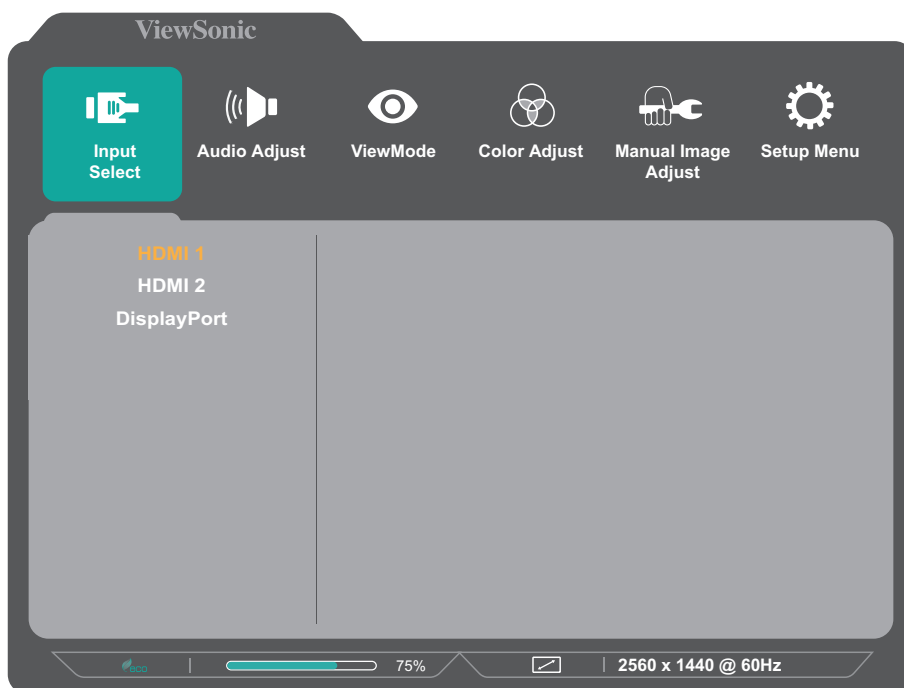 ViewSonic
Input
Select
Audio Adjust
ViewMode
Color Adjust
Manual Image
Adjust
Setup Menu
HDMI 1
HDMI 2
DisplayPort
eco
75%
2560 x 1440 @ 60Hz